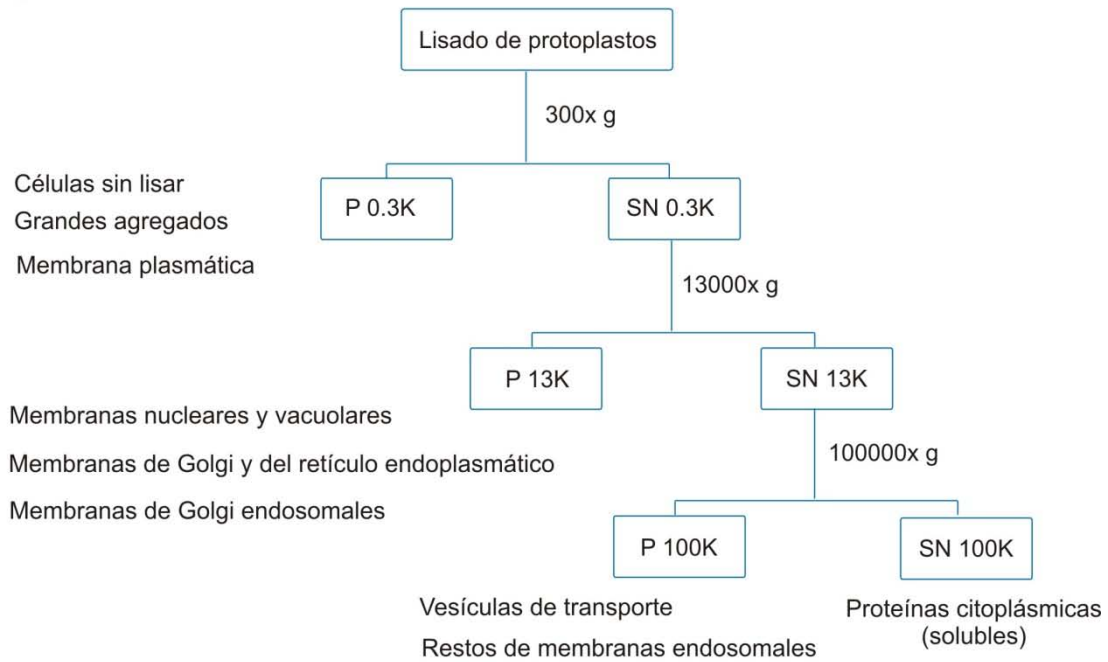 Lisado de protoplastos
300x g
Células sin lisar
Grandes agregados
Membrana plasmática
P 0.3K
SN 0.3K
13000x g
P 13K
SN 13K
Membranas nucleares y vacuolares
Membranas de Golgi y del retículo endoplasmático
Membranas de Golgi endosomales
100000x g
P 100K
SN 100K
Vesículas de transporte
Restos de membranas endosomales
Proteínas citoplásmicas
(solubles)